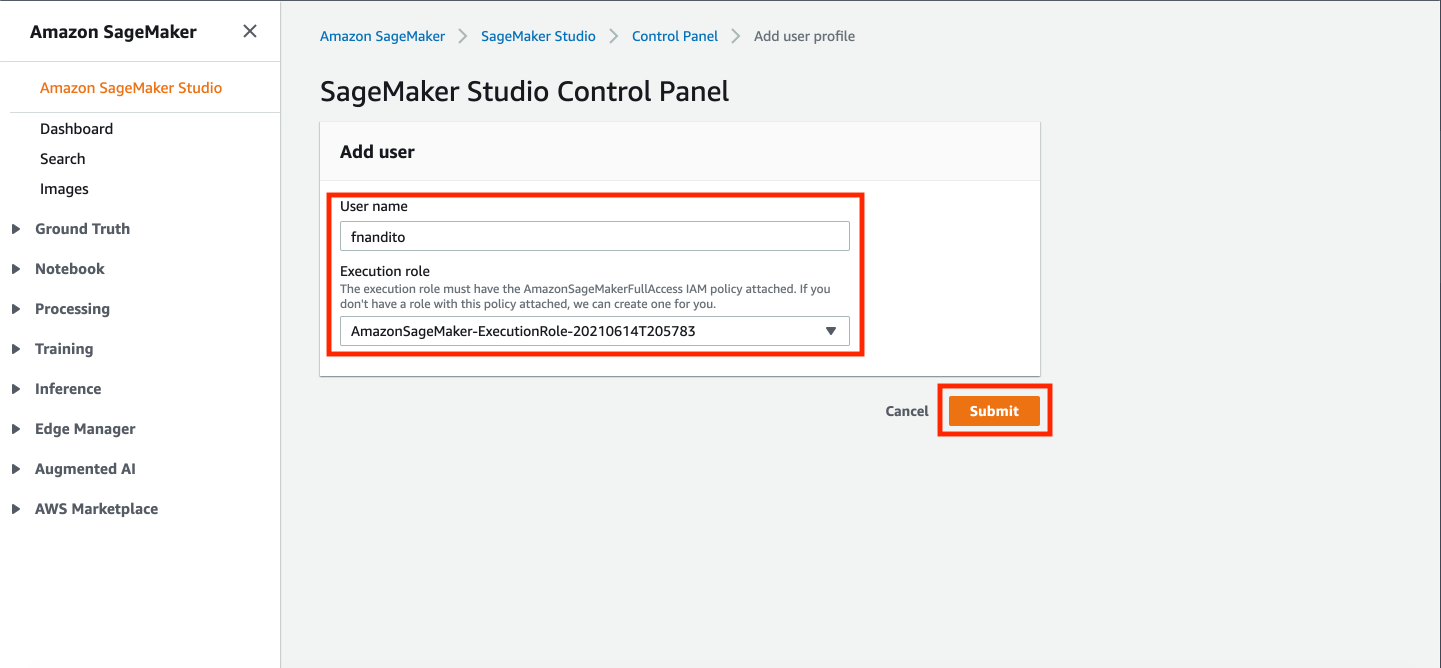 Amazon SageMaker
Amazon SageMaker Studio
Dashboard
Search
Images
Ground Truth
Notebook
Processing
Training
Inference
Edge Manager
Augmented AI
AWS Marketplace
Amazon SageMaker SageMaker Studio Control Panel Add user profile
SageMaker Studio Control Panel
Add user
User name
fnandito
Execution role
The execution role must have the AmazonSageMakerFullAccess IAM policy attached. If you
don't have a role with this policy attached, we can create one for you.
AmazonSageMaker-ExecutionRole-20210614T205783
Cancel Submit